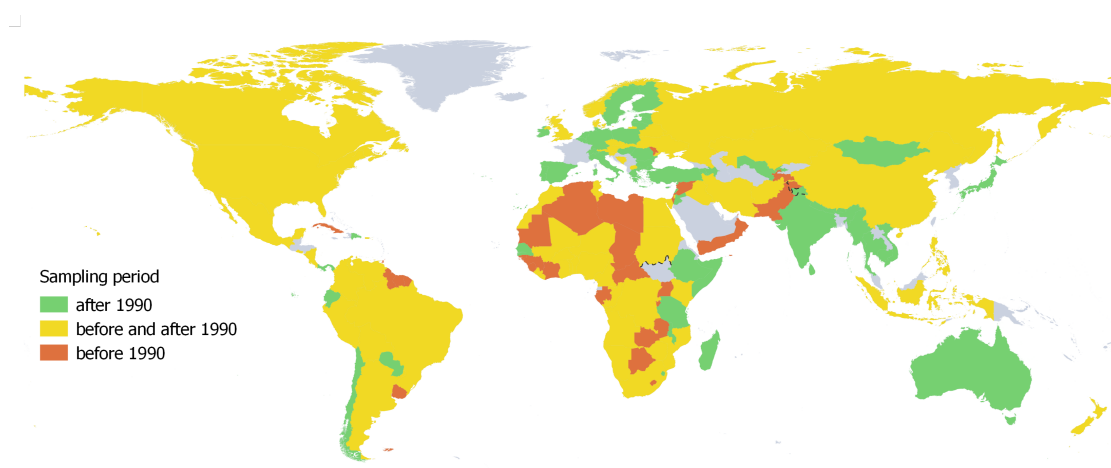 Sampling period
after 1990
before and after 1990
before 1990